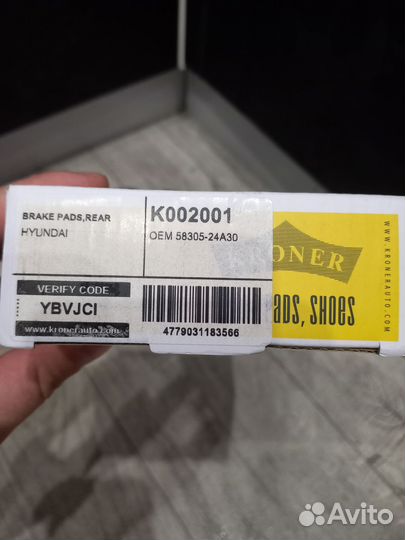 BRAKE PADS,REAR
HYUNDAI
K002001
OEM 58305-24A30
VERIFY CODE
YBVJCI
www.kronerauto.com
4779031183566
KRONER
ADS, SHOES
WWW.KRONERAUTO.COM
Avito